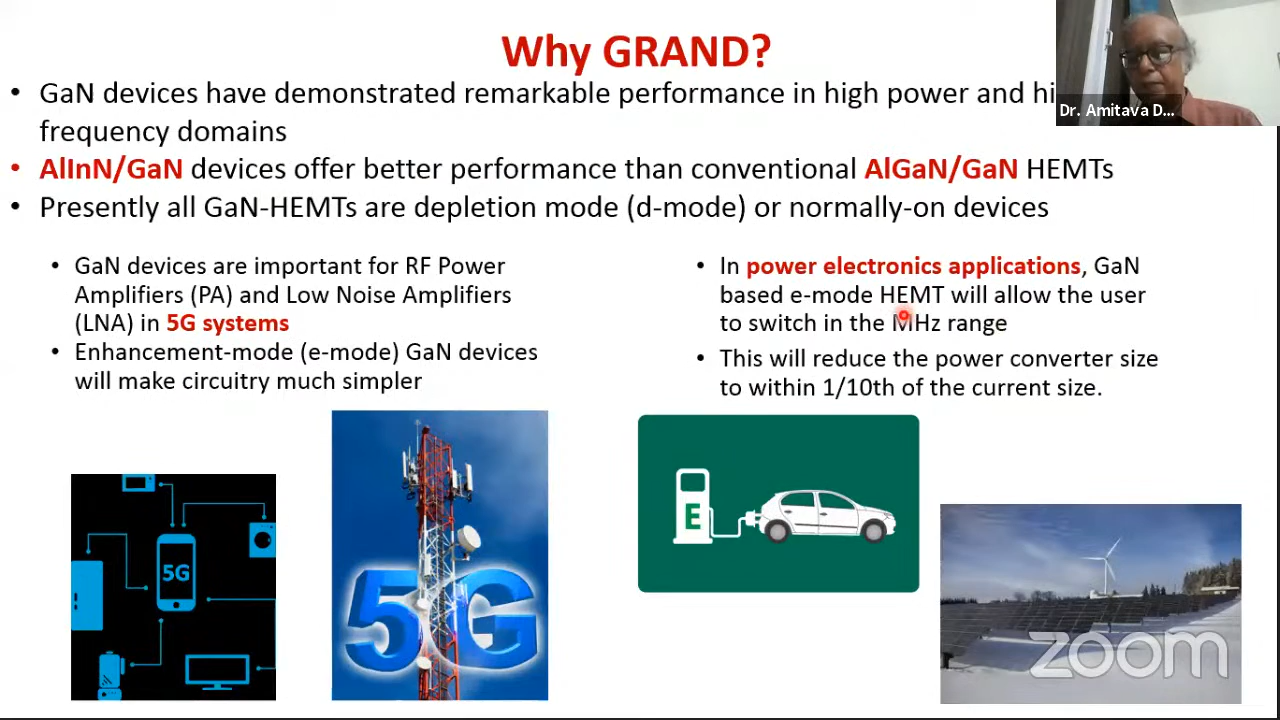 Why GRAND?
• GaN devices have demonstrated remarkable performance in high power and hi
frequency domains
• AlInN/GaN devices offer better performance than conventional AlGaN/GaN HEMTs
• Presently all GaN-HEMTs are depletion mode (d-mode) or normally-on devices
• GaN devices are important for RF Power
Amplifiers (PA) and Low Noise Amplifiers
(LNA) in 5G systems
• Enhancement-mode (e-mode) GaN devices
will make circuitry much simpler
• In power electronics applications, GaN
based e-mode HEMT will allow the user
to switch in the MHz range
• This will reduce the power converter size
to within 1/10th of the current size.
Dr. Amitava D...
5G
5G
E
zoom